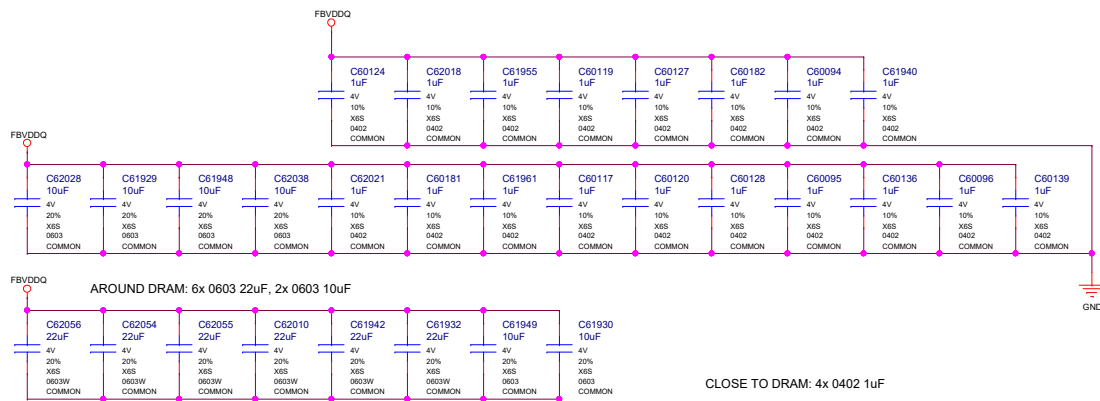 FBVDDQ
C60124 C62018 C61955 C60119 C60127 C60182 C60094 C61940
1uF 1uF 1uF 1uF 1uF 1uF 1uF 1uF
4V 4V 4V 4V 4V 4V 4V 4V
10% 10% 10% 10% 10% 10% 10% 10%
X6S X6S X6S X6S X6S X6S X6S X6S
0402 0402 0402 0402 0402 0402 0402 0402
COMMON COMMON COMMON COMMON COMMON COMMON COMMON COMMON
FBVDDQ
C62028 C61929 C61948 C62038 C62021 C60181 C61961 C60117 C60120 C60128 C60095 C60136 C60096 C60139
10uF 10uF 10uF 10uF 1uF 1uF 1uF 1uF 1uF 1uF 1uF 1uF 1uF 1uF
4V 4V 4V 4V 4V 4V 4V 4V 4V 4V 4V 4V 4V 4V
20% 20% 20% 20% 10% 10% 10% 10% 10% 10% 10% 10% 10% 10%
X6S X6S X6S X6S X6S X6S X6S X6S X6S X6S X6S X6S X6S X6S
0603 0603 0603 0603 0402 0402 0402 0402 0402 0402 0402 0402 0402 0402
COMMON COMMON COMMON COMMON COMMON COMMON COMMON COMMON COMMON COMMON COMMON COMMON COMMON COMMON
FBVDDQ
AROUND DRAM: 6x 0603 22uF, 2x 0603 10uF
GND
C62056 C62054 C62055 C62010 C61942 C61932 C61949 C61930
22uF 22uF 22uF 22uF 22uF 22uF 10uF 10uF
4V 4V 4V 4V 4V 4V 4V 4V
20% 20% 20% 20% 20% 20% 20% 20%
X6S X6S X6S X6S X6S X6S X6S X6S
0603W 0603W 0603W 0603W 0603W 0603W 0603 0603
COMMON COMMON COMMON COMMON COMMON COMMON COMMON COMMON
CLOSE TO DRAM: 4x 0402 1uF